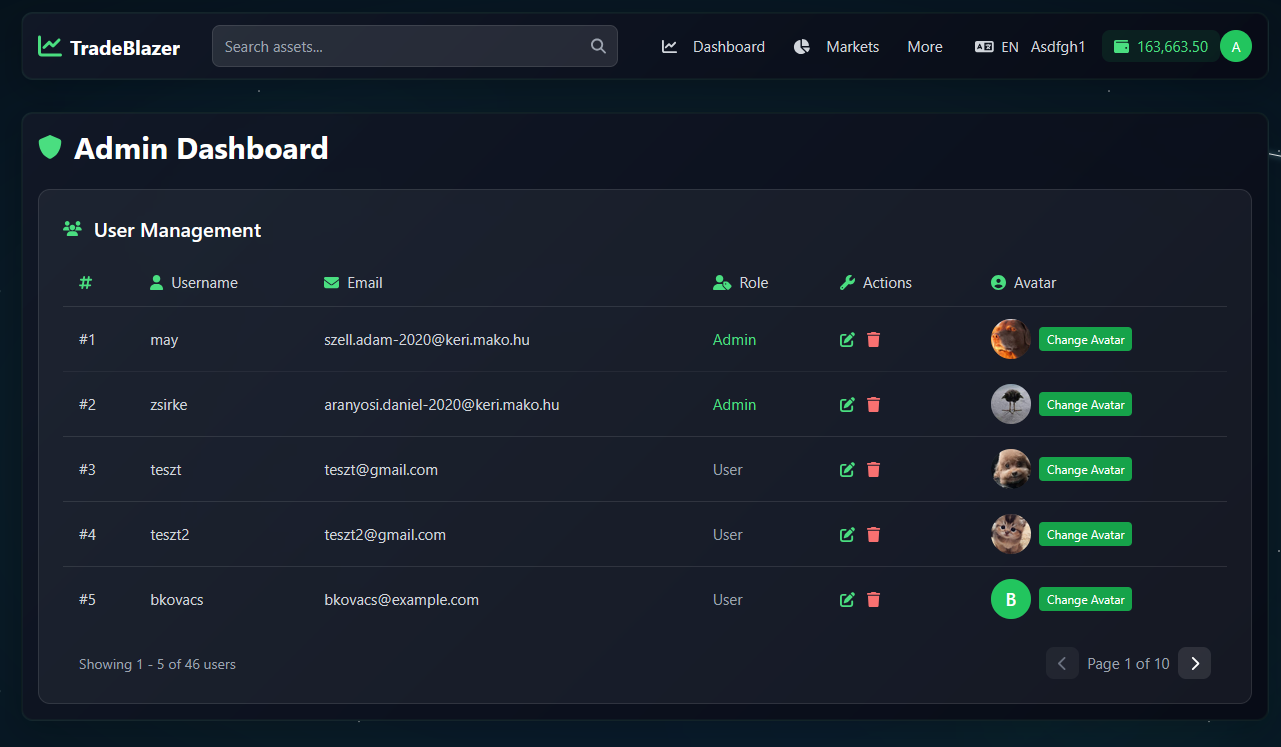 TradeBlazer Search assets... Dashboard Markets More EN Asdfgh1 163,663.50 A
Admin Dashboard
User Management
# Username Email Role Actions Avatar
#1 may szell.adam-2020@keri.mako.hu Admin Change Avatar
#2 zsirke aranyosi.daniel-2020@keri.mako.hu Admin Change Avatar
#3 teszt teszt@gmail.com User Change Avatar
#4 teszt2 teszt2@gmail.com User Change Avatar
#5 bkovacs bkovacs@example.com User B Change Avatar
Showing 1 - 5 of 46 users Page 1 of 10